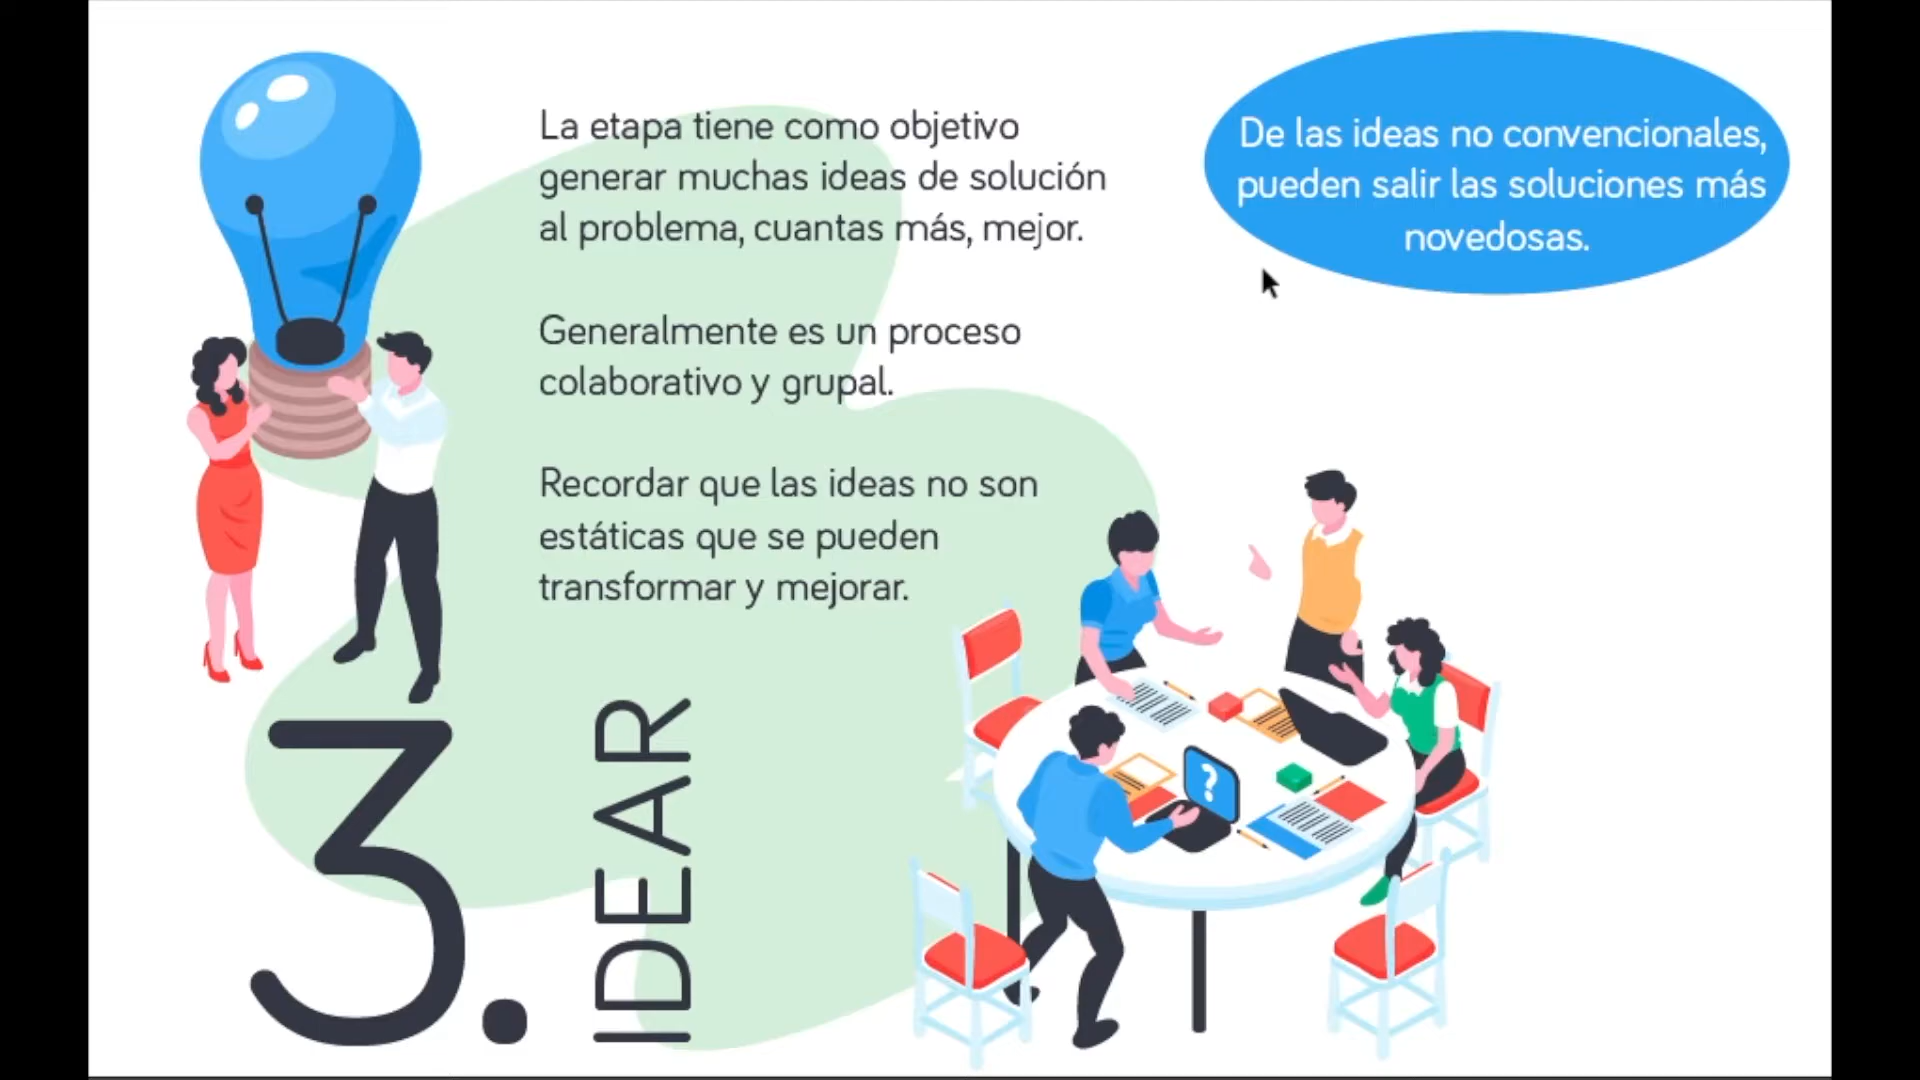 La etapa tiene como objetivo
generar muchas ideas de solución
al problema, cuantas más, mejor.
Generalmente es un proceso
colaborativo y grupal.
Recordar que las ideas no son
estáticas que se pueden
transformar y mejorar.
De las ideas no convencionales,
pueden salir las soluciones más
novedosas.
3.
IDEAR
?